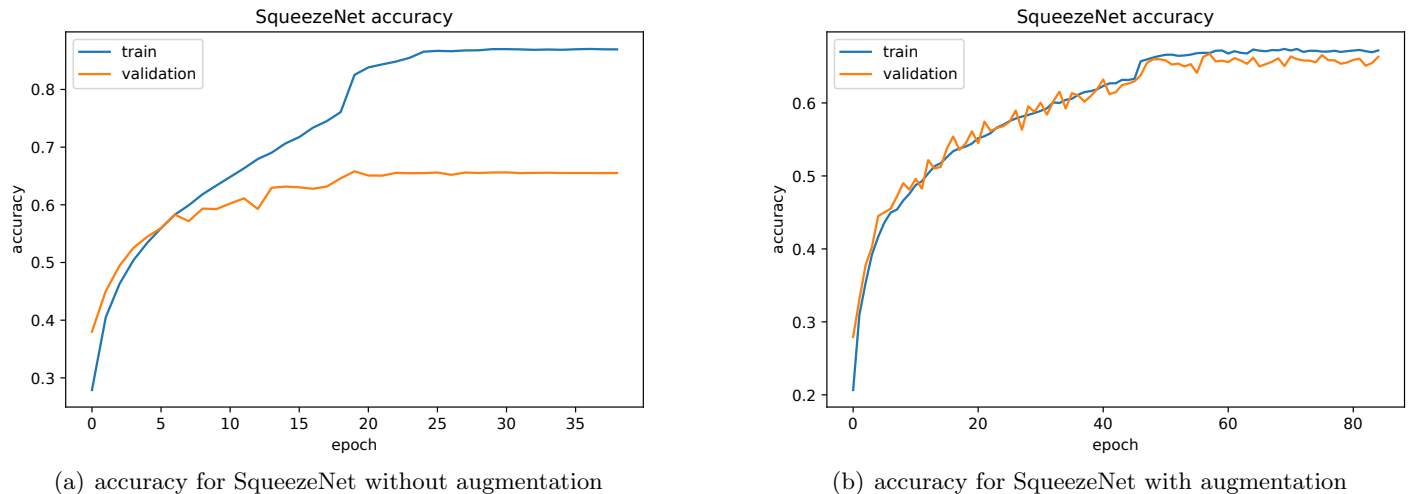 SqueezeNet accuracy
train
validation
accuracy
0.8
0.7
0.6
0.5
0.4
0.3
0 5 10 15 20 25 30 35
epoch
(a) accuracy for SqueezeNet without augmentation
SqueezeNet accuracy
train
validation
accuracy
0.6
0.5
0.4
0.3
0.2
0 20 40 60 80
epoch
(b) accuracy for SqueezeNet with augmentation